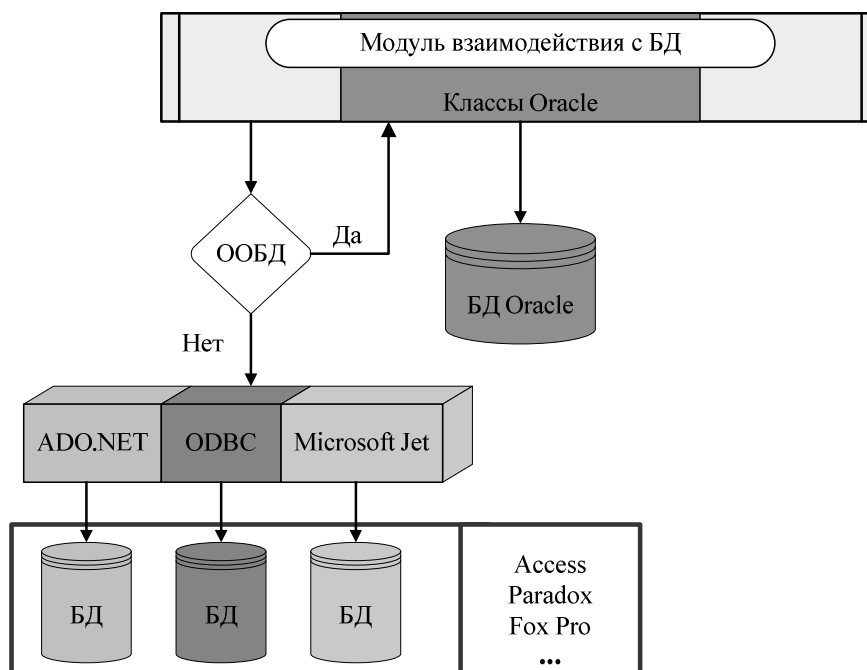 Модуль взаимодействия с БД
Классы Oracle
ООБД
Да
БД Oracle
Нет
ADO.NET
ODBC
Microsoft Jet
БД
БД
БД
Access
Paradox
Fox Pro
...